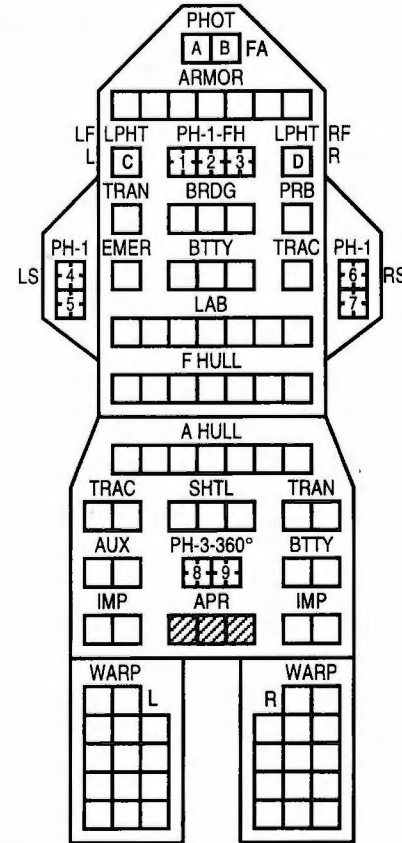 PHOT
A B FA
ARMOR
LF LPHT PH-1-FH LPHT RF
L C 1 2 3 D R
TRAN BRDG PRB
PH-1 EMER BTTY TRAC PH-1
LS 4 6 RS
5 7
LAB
F HULL
A HULL
TRAC SHTL TRAN
AUX PH-3-360° BTTY
8 9
IMP APR IMP
WARP WARP
L R